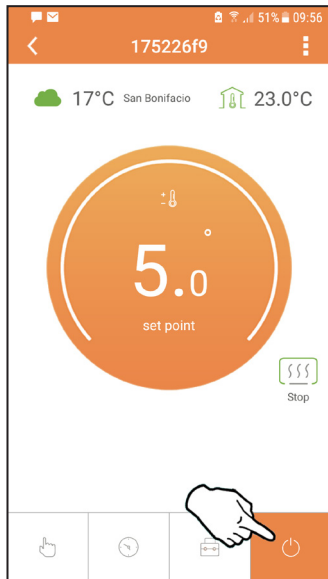 51% 09:56
175226f9
17°C San Bonifacio 23.0°C
5.0°
set point
Stop